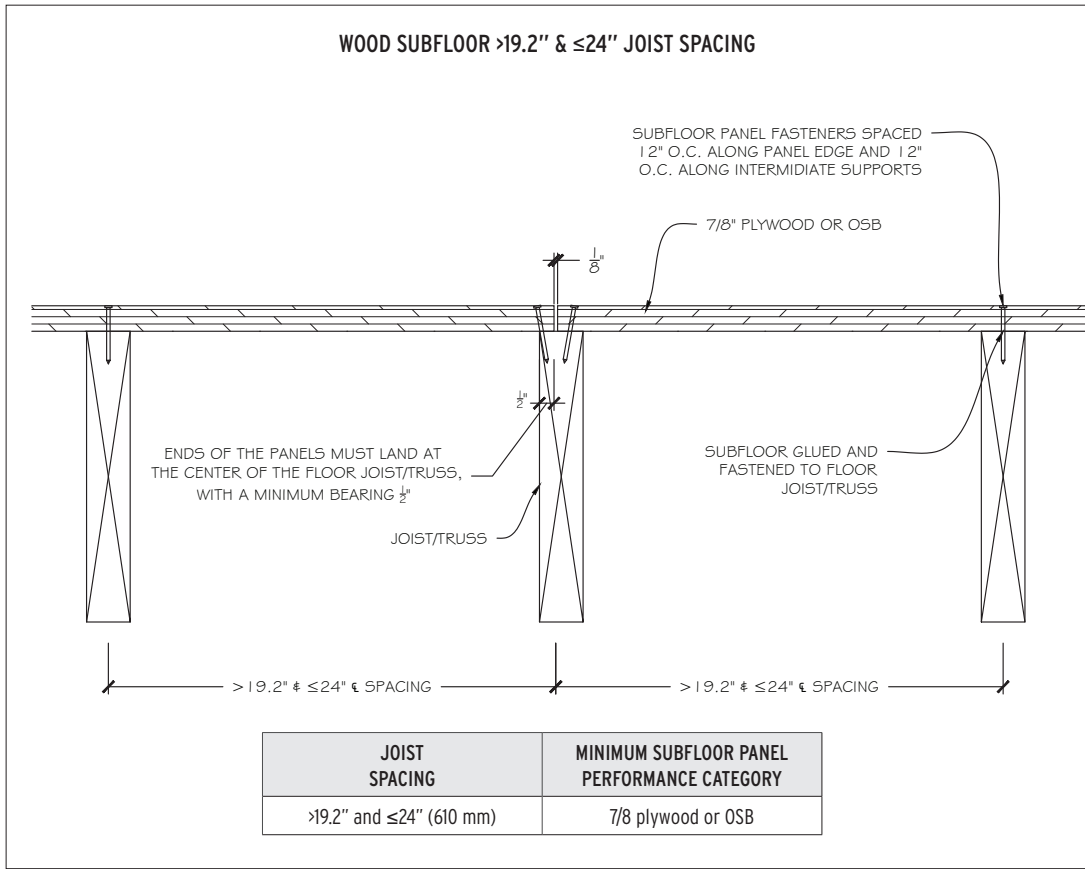 WOOD SUBFLOOR >19.2" & ≤24" JOIST SPACING
SUBFLOOR PANEL FASTENERS SPACED
12" O.C. ALONG PANEL EDGE AND 12"
O.C. ALONG INTERMIDIATE SUPPORTS
7/8" PLYWOOD OR OSB
1/8"
1/2"
ENDS OF THE PANELS MUST LAND AT
THE CENTER OF THE FLOOR JOIST/TRUSS,
WITH A MINIMUM BEARING 1/2"
JOIST/TRUSS
SUBFLOOR GLUED AND
FASTENED TO FLOOR
JOIST/TRUSS
>19.2" & ≤24" ℄ SPACING
>19.2" & ≤24" ℄ SPACING
JOIST
SPACING
MINIMUM SUBFLOOR PANEL
PERFORMANCE CATEGORY
>19.2" and ≤24" (610 mm)
7/8 plywood or OSB